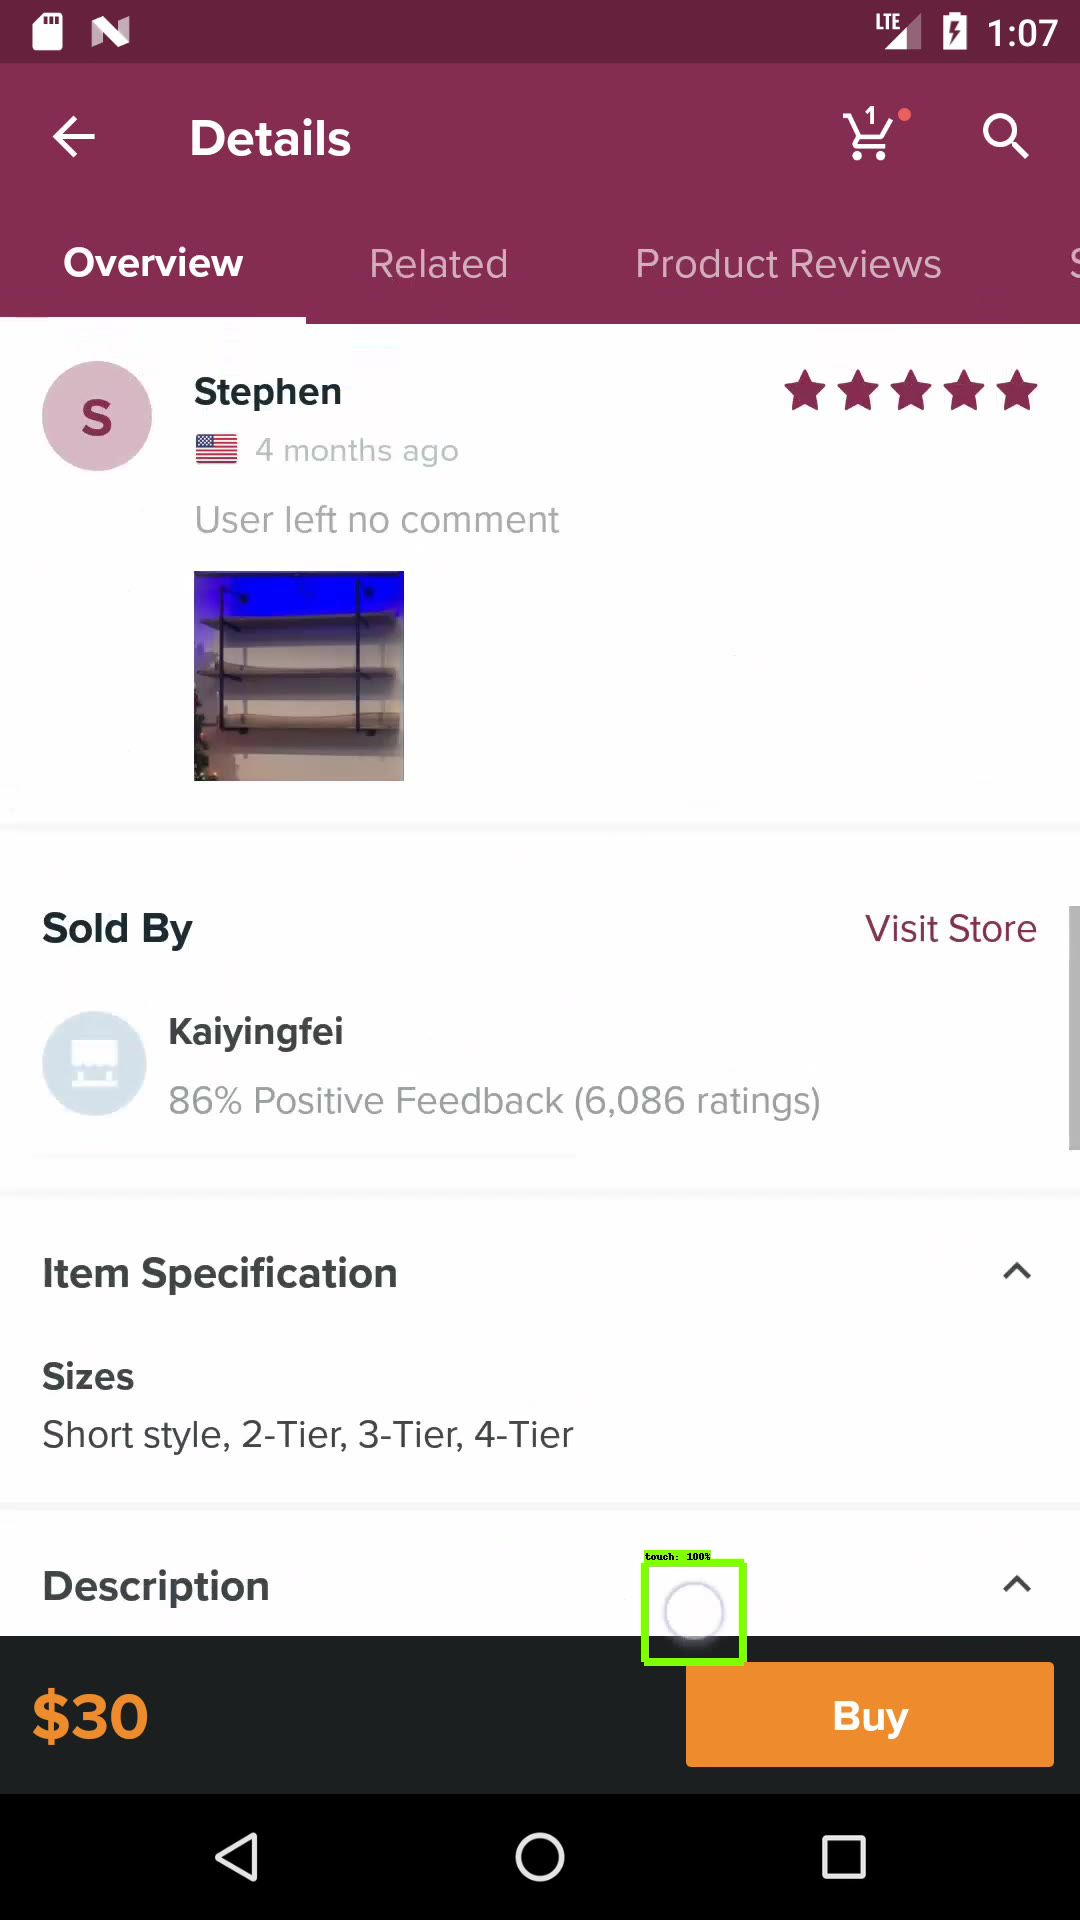 LTE 1:07
Details 1
Overview Related Product Reviews S
S Stephen
4 months ago
User left no comment
Sold By Visit Store
Kaiyingfei
86% Positive Feedback (6,086 ratings)
Item Specification
Sizes
Short style, 2-Tier, 3-Tier, 4-Tier
touch: 100%
Description
$30 Buy